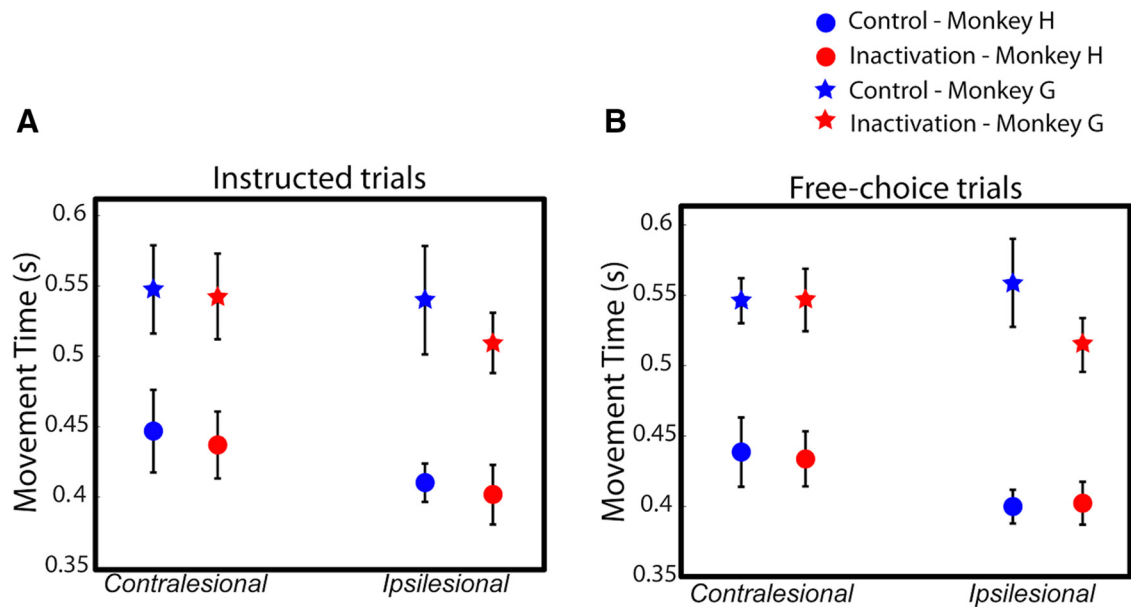 Control - Monkey H
Inactivation - Monkey H
Control - Monkey G
Inactivation - Monkey G
A
Instructed trials
Movement Time (s)
0.6
0.55
0.5
0.45
0.4
0.35
Contralesional Ipsilesional
B
Free-choice trials
Movement Time (s)
0.6
0.55
0.5
0.45
0.4
0.35
Contralesional Ipsilesional